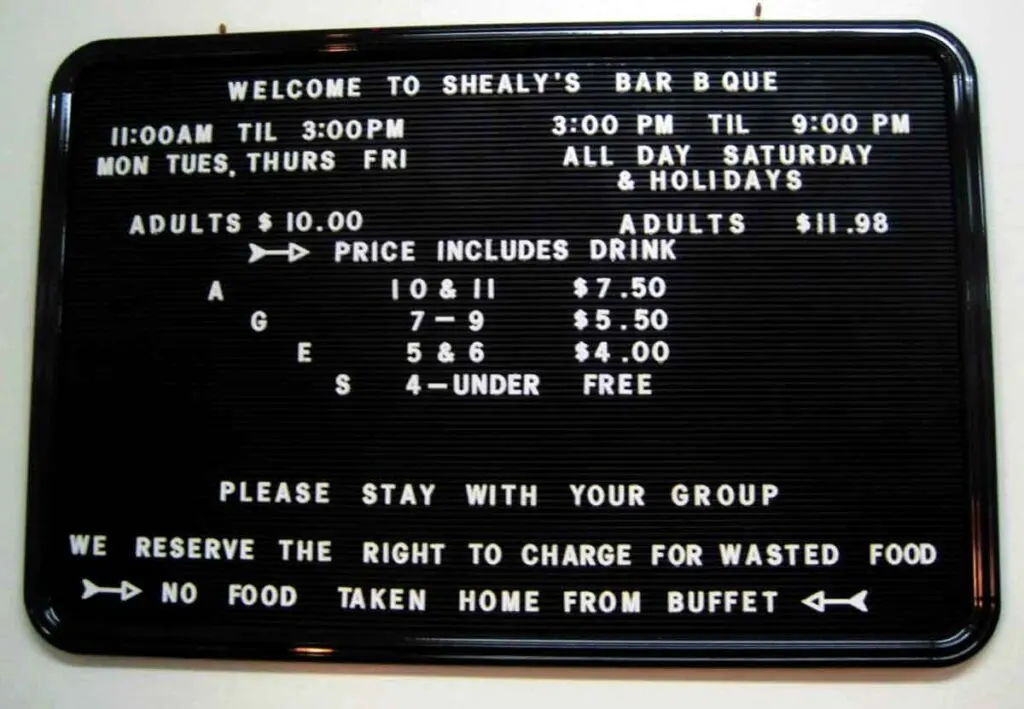 WELCOME TO SHEALY'S BAR B QUE
11:00AM TIL 3:00PM
MON TUES, THURS FRI
ADULTS $10.00
3:00 PM TIL 9:00 PM
ALL DAY SATURDAY
& HOLIDAYS
ADULTS $11.98
PRICE INCLUDES DRINK
A 10 & 11 $7.50
G 7-9 $5.50
E 5 & 6 $4.00
S 4-UNDER FREE
PLEASE STAY WITH YOUR GROUP
WE RESERVE THE RIGHT TO CHARGE FOR WASTED FOOD
NO FOOD TAKEN HOME FROM BUFFET